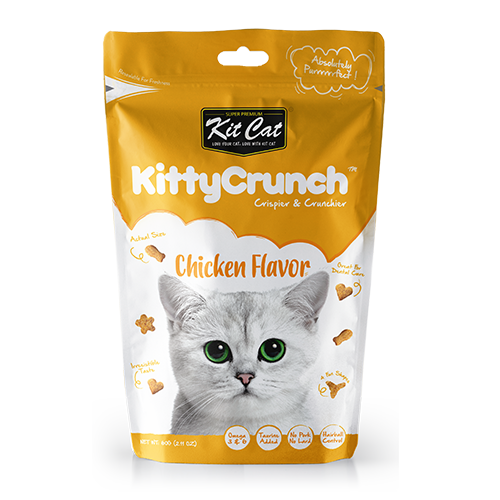 Absolutely
Purrrrrfect !
SUPER PREMIUM
Kit Cat
LOVE YOUR CAT, LOVE WITH KIT CAT
KittyCrunch™
Crispier & Crunchier
Actual Size
Chicken Flavor
Great for
Dental Care
Irresistible
Taste
4 Fun Shapes
Omega
3 & 6
Taurine
Added
No Pork
No Lard
Hairball
Control
NET WT. 60G (2.11 OZ)